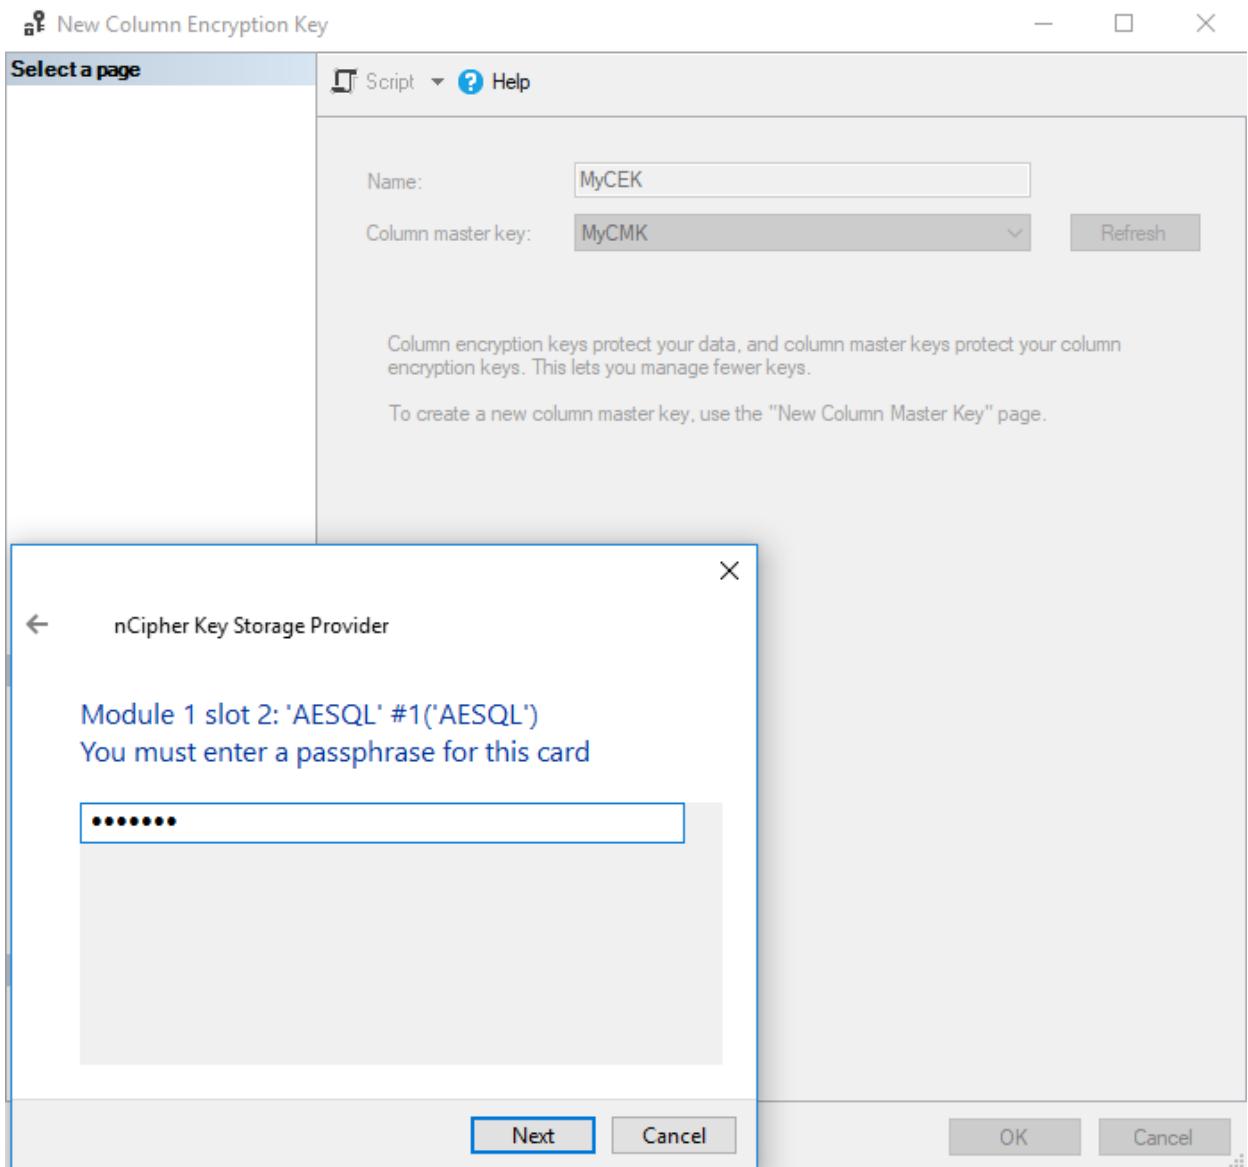 New Column Encryption Key
Select a page
Script
Help
Name:
MyCEK
Column master key:
MyCMK
Refresh
Column encryption keys protect your data, and column master keys protect your column
encryption keys. This lets you manage fewer keys.
To create a new column master key, use the "New Column Master Key" page.
nCipher Key Storage Provider
Module 1 slot 2: 'AESQL' #1('AESQL')
You must enter a passphrase for this card
•••••••
Next
Cancel
OK
Cancel